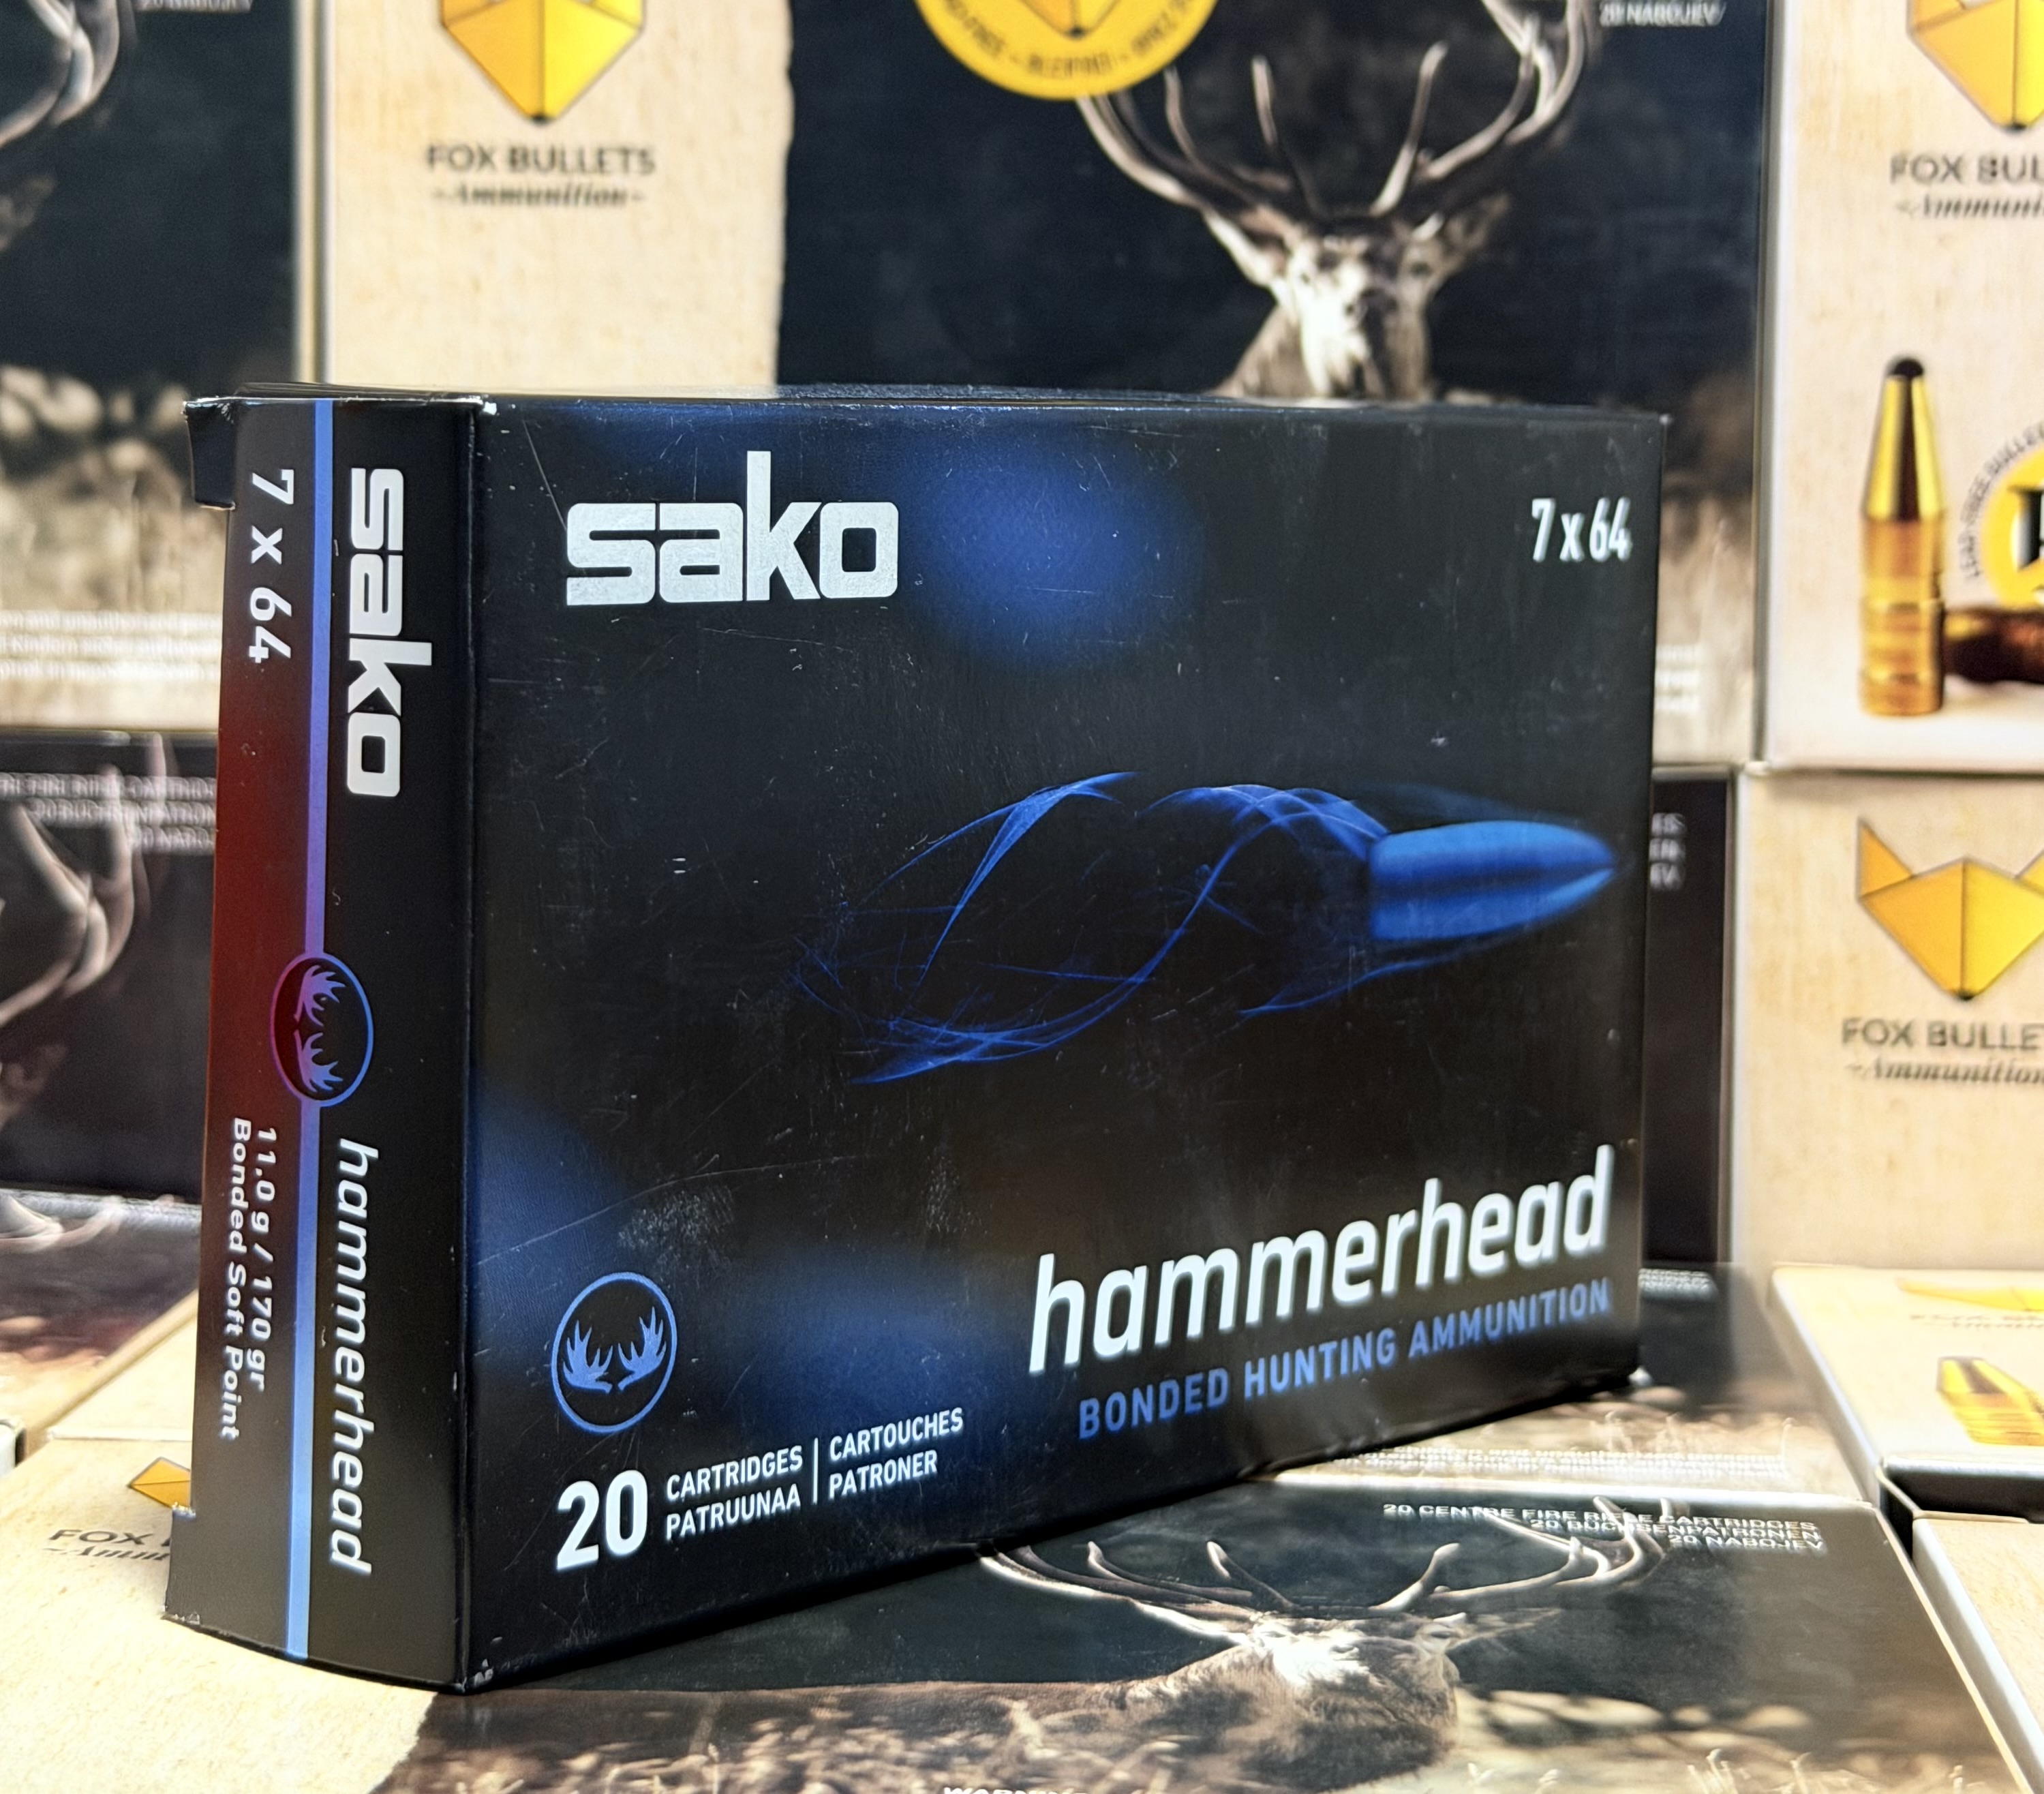 20 NABOJEV
FOX BULLETS
~Ammunition~
FOX BUL
sako
7 x 64
sako
7 x 64
hammerhead
11.0 g / 170 gr
Bonded Soft Point
hammerhead
BONDED HUNTING AMMUNITION
20
CARTRIDGES | CARTOUCHES
PATRUUNAA | PATRONER
FOX BULLE
Ammunition
FOX
20 CENTRE FIRE RIFLE CARTRIDGES
20 BÜCHSENPATRONEN
20 NABOJEV